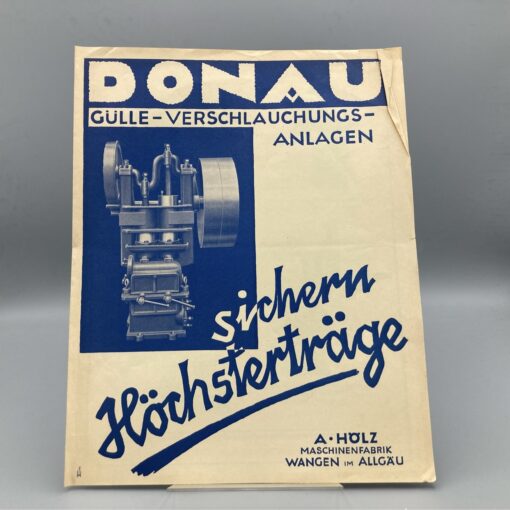 DONAU
GÜLLE-VERSCHLAUCHUNGS-
ANLAGEN
sichern
Höchsterträge
A·HÖLZ
MASCHINENFABRIK
WANGEN IM ALLGÄU